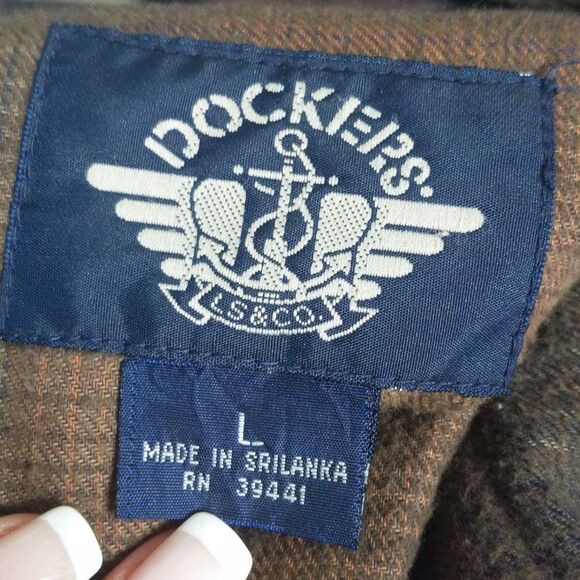 DOCKERS®
LS&CO.
L
MADE IN SRILANKA
RN 39441